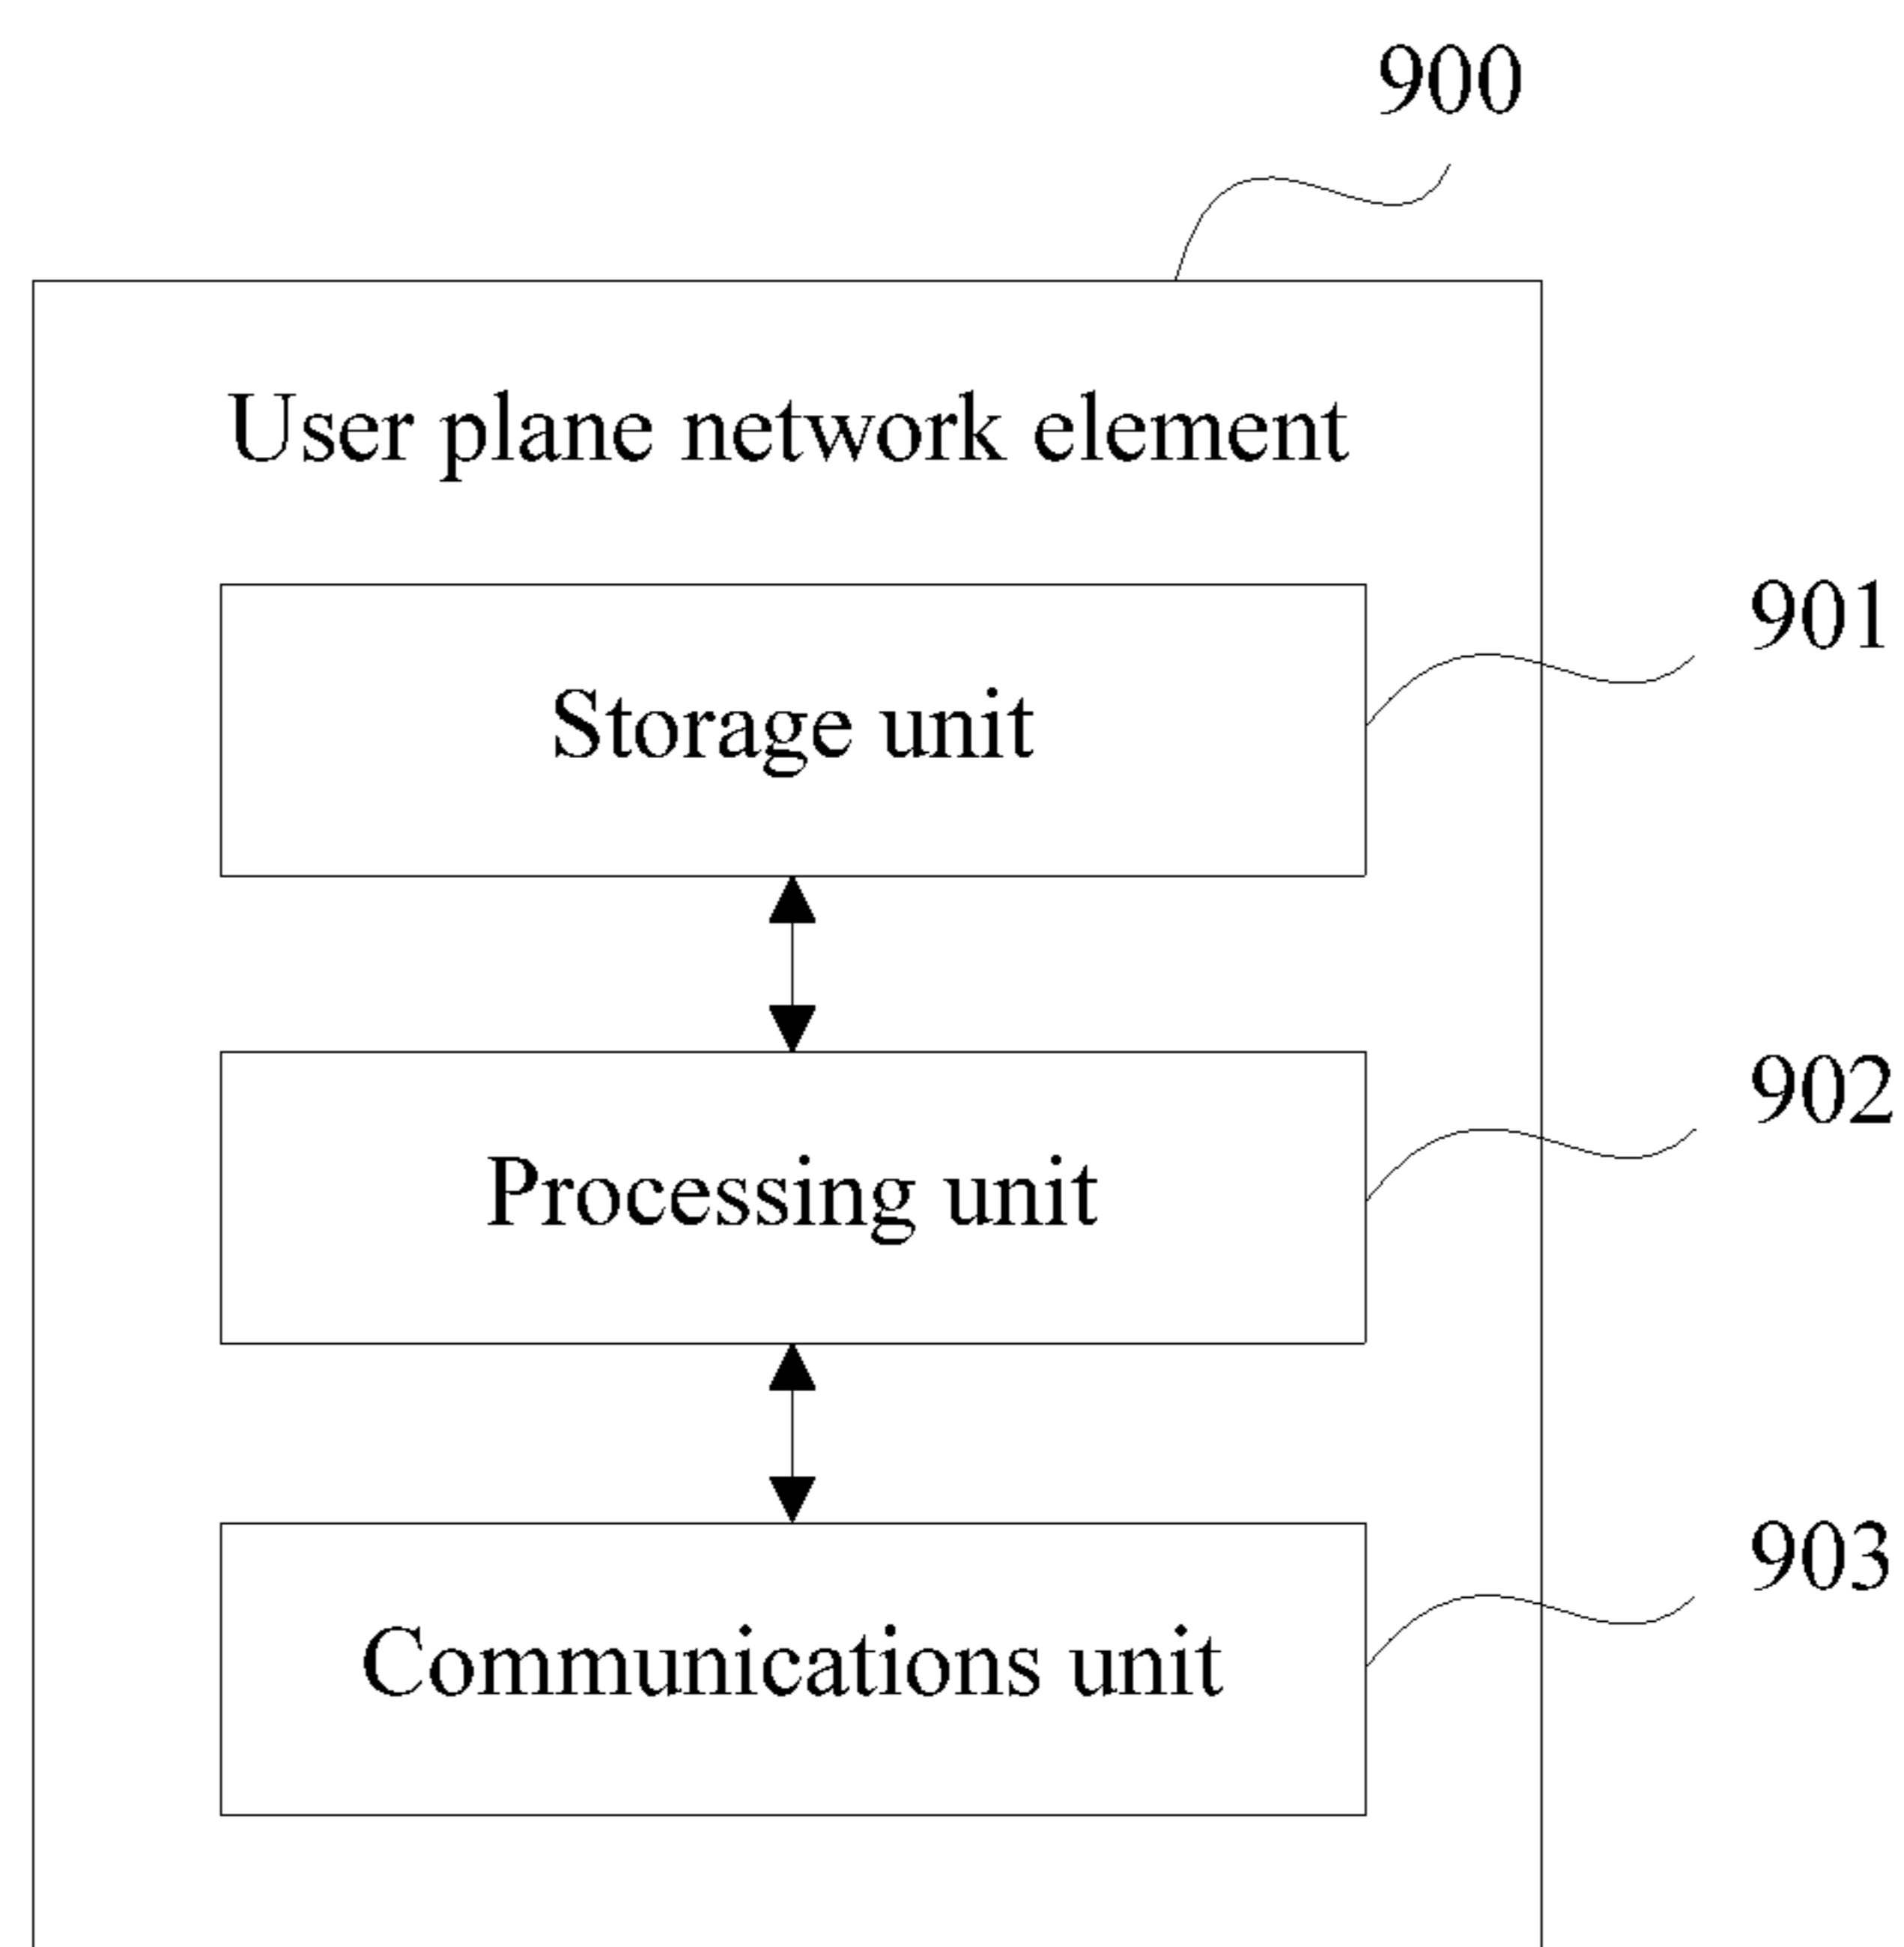 900
User plane network element
901
Storage unit
902
Processing unit
903
Communications unit